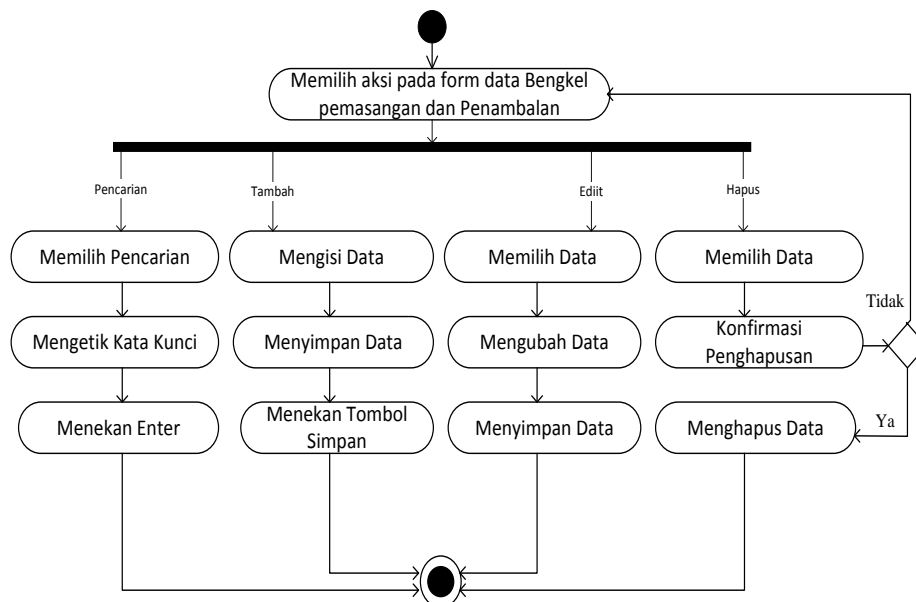 Memilih aksi pada form data Bengkel
pemasangan dan Penambalan
Pencarian
Tambah
Ediit
Hapus
Memilih Pencarian
Mengisi Data
Memilih Data
Memilih Data
Tidak
Mengetik Kata Kunci
Menyimpan Data
Mengubah Data
Konfirmasi
Penghapusan
Menekan Enter
Menekan Tombol
Simpan
Menyimpan Data
Menghapus Data
Ya